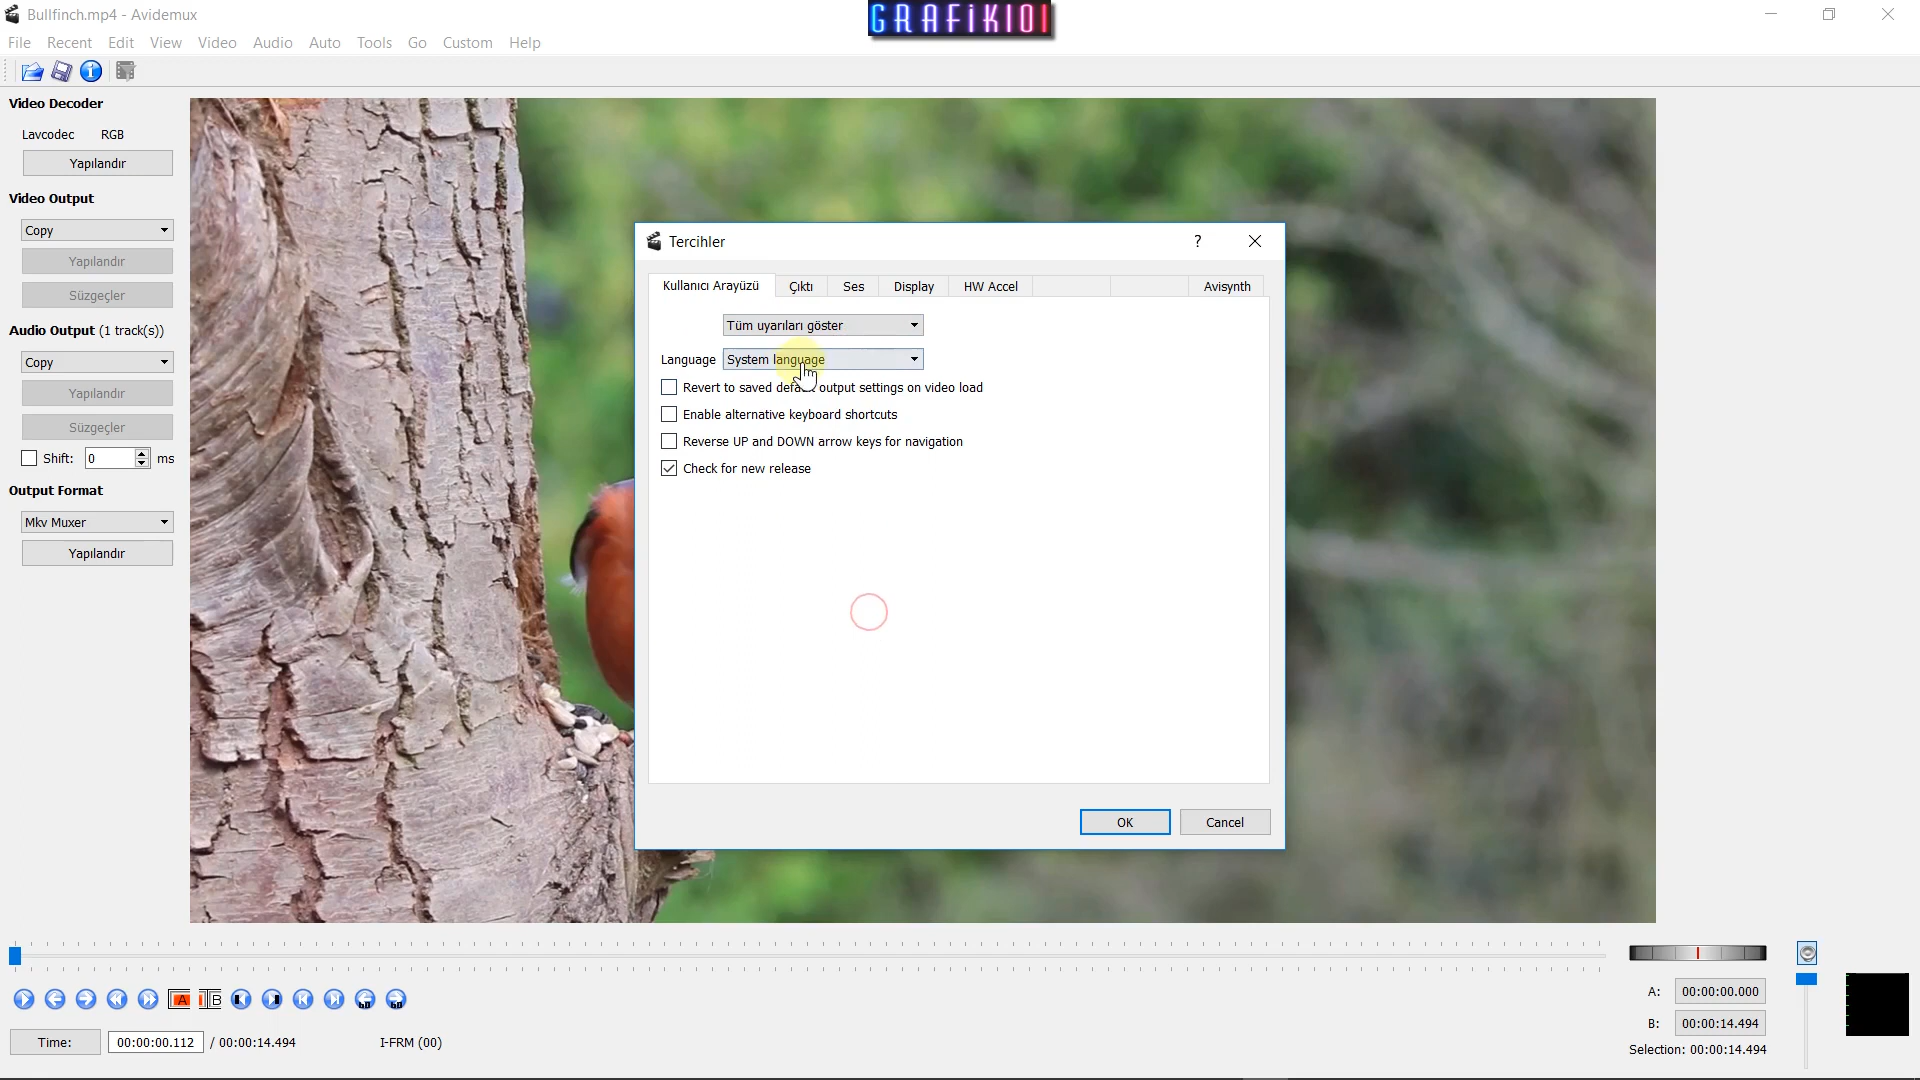 Bullfinch.mp4 - Avidemux
GRAFiK101
File Recent Edit View Video Audio Auto Tools Go Custom Help
Video Decoder
Lavcodec RGB
Yapılandır
Video Output
Copy
Yapılandır
Süzgeçler
Audio Output (1 track(s))
Copy
Yapılandır
Süzgeçler
Shift: 0 ms
Output Format
Mkv Muxer
Yapılandır
Tercihler
?
Kullanıcı Arayüzü Çıktı Ses Display HW Accel Avisynth
Tüm uyarıları göster
Language System language
Revert to saved default output settings on video load
Enable alternative keyboard shortcuts
Reverse UP and DOWN arrow keys for navigation
Check for new release
OK Cancel
A B
60 60
A: 00:00:00.000
B: 00:00:14.494
Selection: 00:00:14.494
Time: 00:00:00.112 / 00:00:14.494 I-FRM (00)